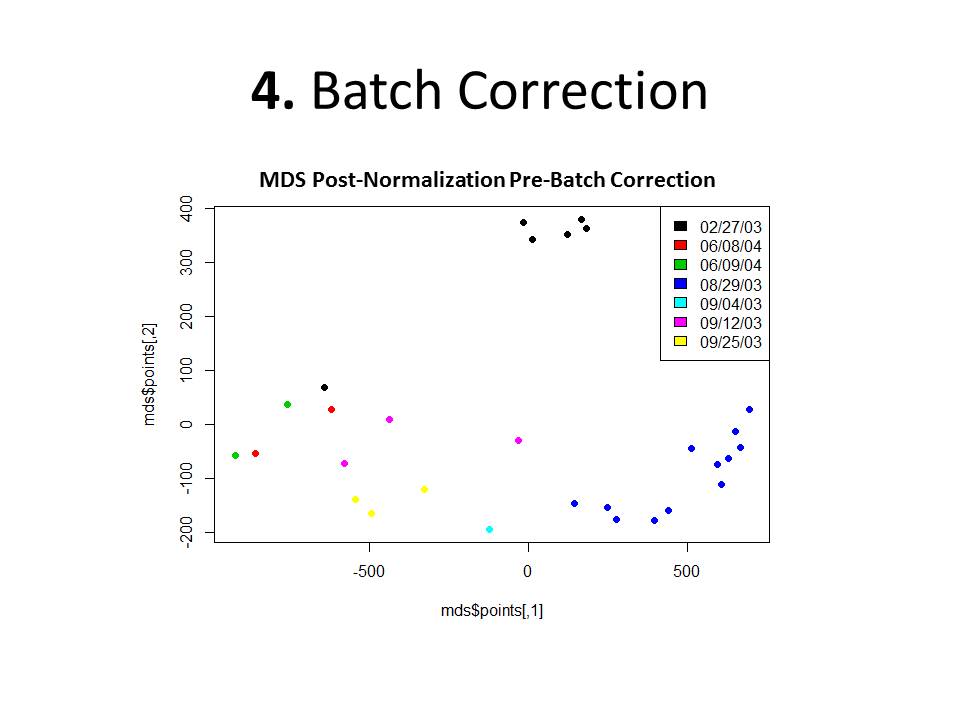 4. Batch Correction
MDS Post-Normalization Pre-Batch Correction
400
300
200
100
0
-100
-200
mds$points[,2]
02/27/03
06/08/04
06/09/04
08/29/03
09/04/03
09/12/03
09/25/03
-500 0 500
mds$points[,1]